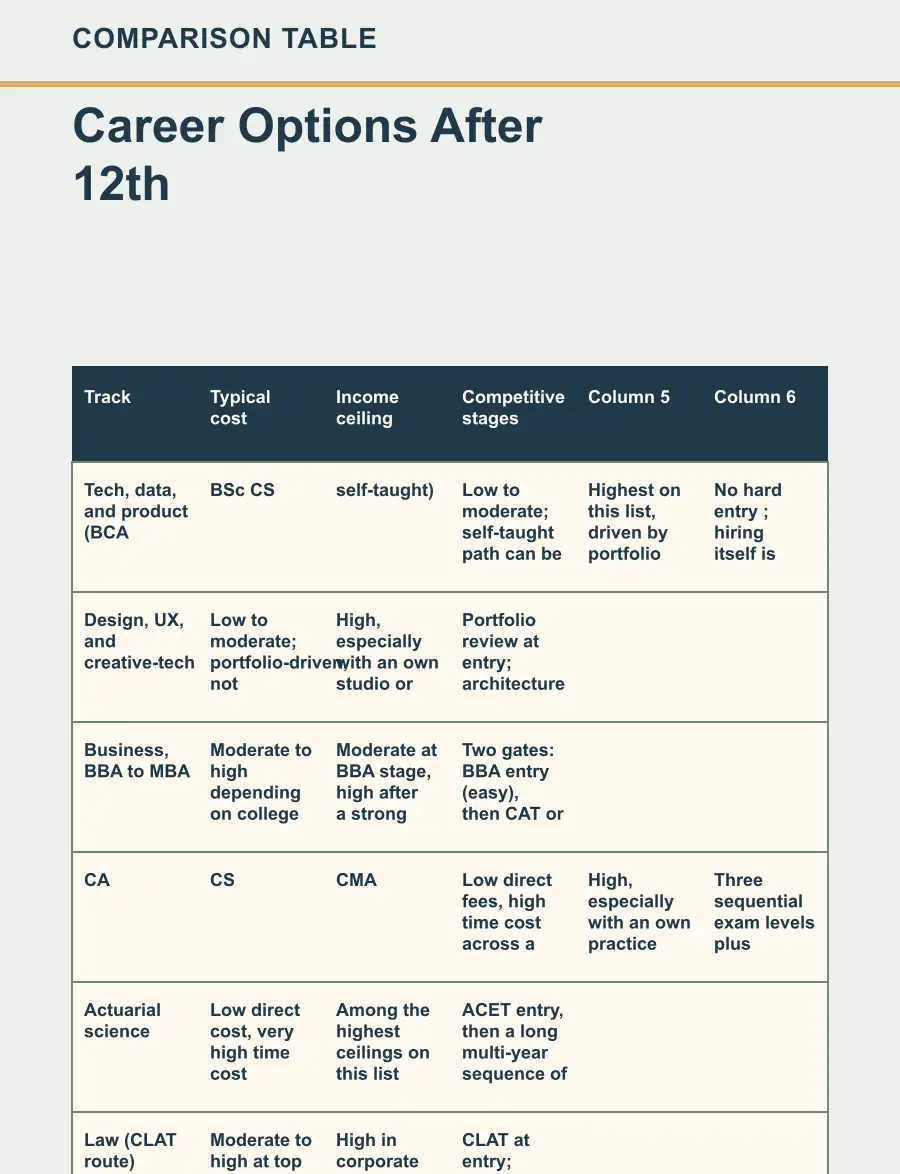 COMPARISON TABLE
Career Options After
12th
Track
Typical
cost
Income
ceiling
Competitive
stages
Column 5
Column 6
Tech, data,
and product
(BCA
BSc CS
self-taught)
Low to
moderate;
self-taught
path can be
Highest on
this list,
driven by
portfolio
No hard
entry ;
hiring
itself is
Design, UX,
and
creative-tech
Low to
moderate;
portfolio-driven,
not
High,
especially
with an own
studio or
Portfolio
review at
entry;
architecture
Business,
BBA to MBA
Moderate to
high
depending
on college
Moderate at
BBA stage,
high after
a strong
Two gates:
BBA entry
(easy),
then CAT or
CA
CS
CMA
Low direct
fees, high
time cost
across a
High,
especially
with an own
practice
Three
sequential
exam levels
plus
Actuarial
science
Low direct
cost, very
high time
cost
Among the
highest
ceilings on
this list
ACET entry,
then a long
multi-year
sequence of
Law (CLAT
route)
Moderate to
high at top
High in
corporate
CLAT at
entry;